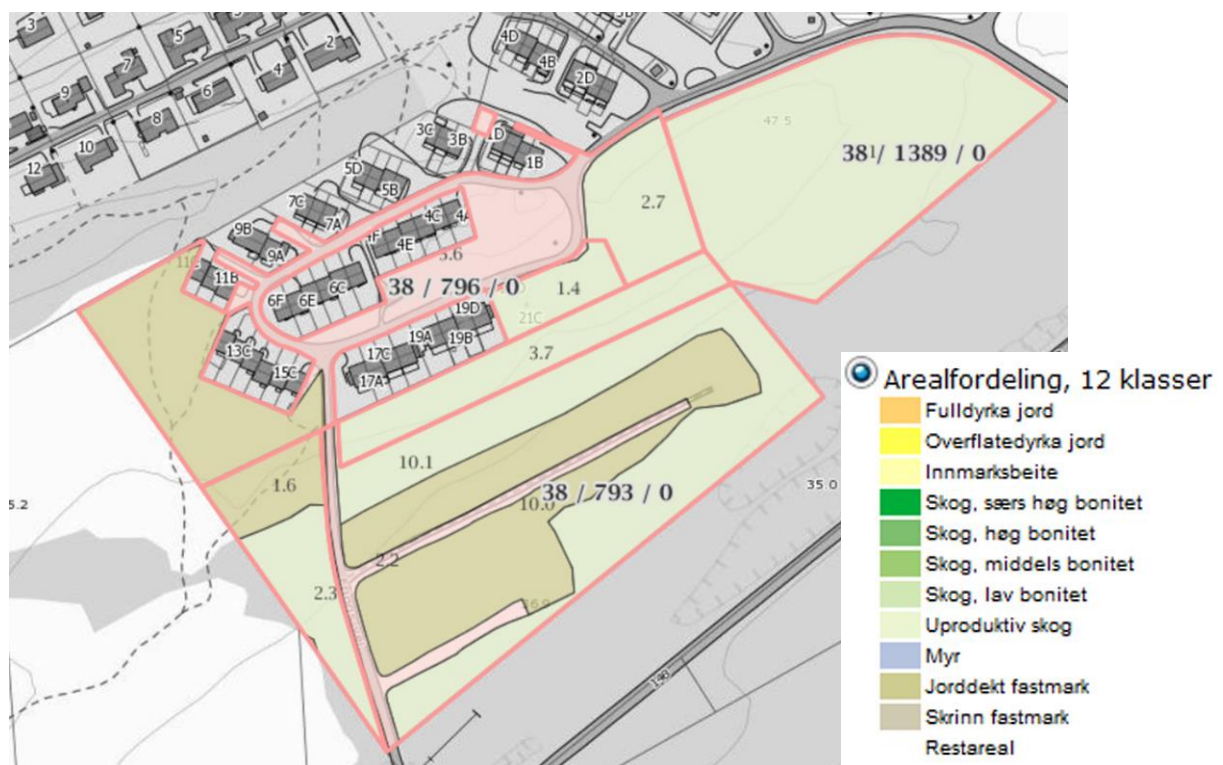 3
5
2
7
4
6
9
8
10
12
4D
4B
2D
3C
3B
1D
1B
5D
5B
7C
7A
9B
9A
4C
4A
4F
4E
11B
6C
6E
6F
13C
15C
19D
19A
19B
17C
17A
21C
47.5
38 / 1389 / 0
2.7
38 / 796 / 0
1.4
3.7
10.1
38 / 793 / 0
10.0
1.6
2.2
2.3
5.2
35.0
Arealfordeling, 12 klasser
Fulldyrka jord
Overflatedyrka jord
Innmarksbeite
Skog, særs høg bonitet
Skog, høg bonitet
Skog, middels bonitet
Skog, lav bonitet
Uproduktiv skog
Myr
Jorddekt fastmark
Skrinn fastmark
Restareal